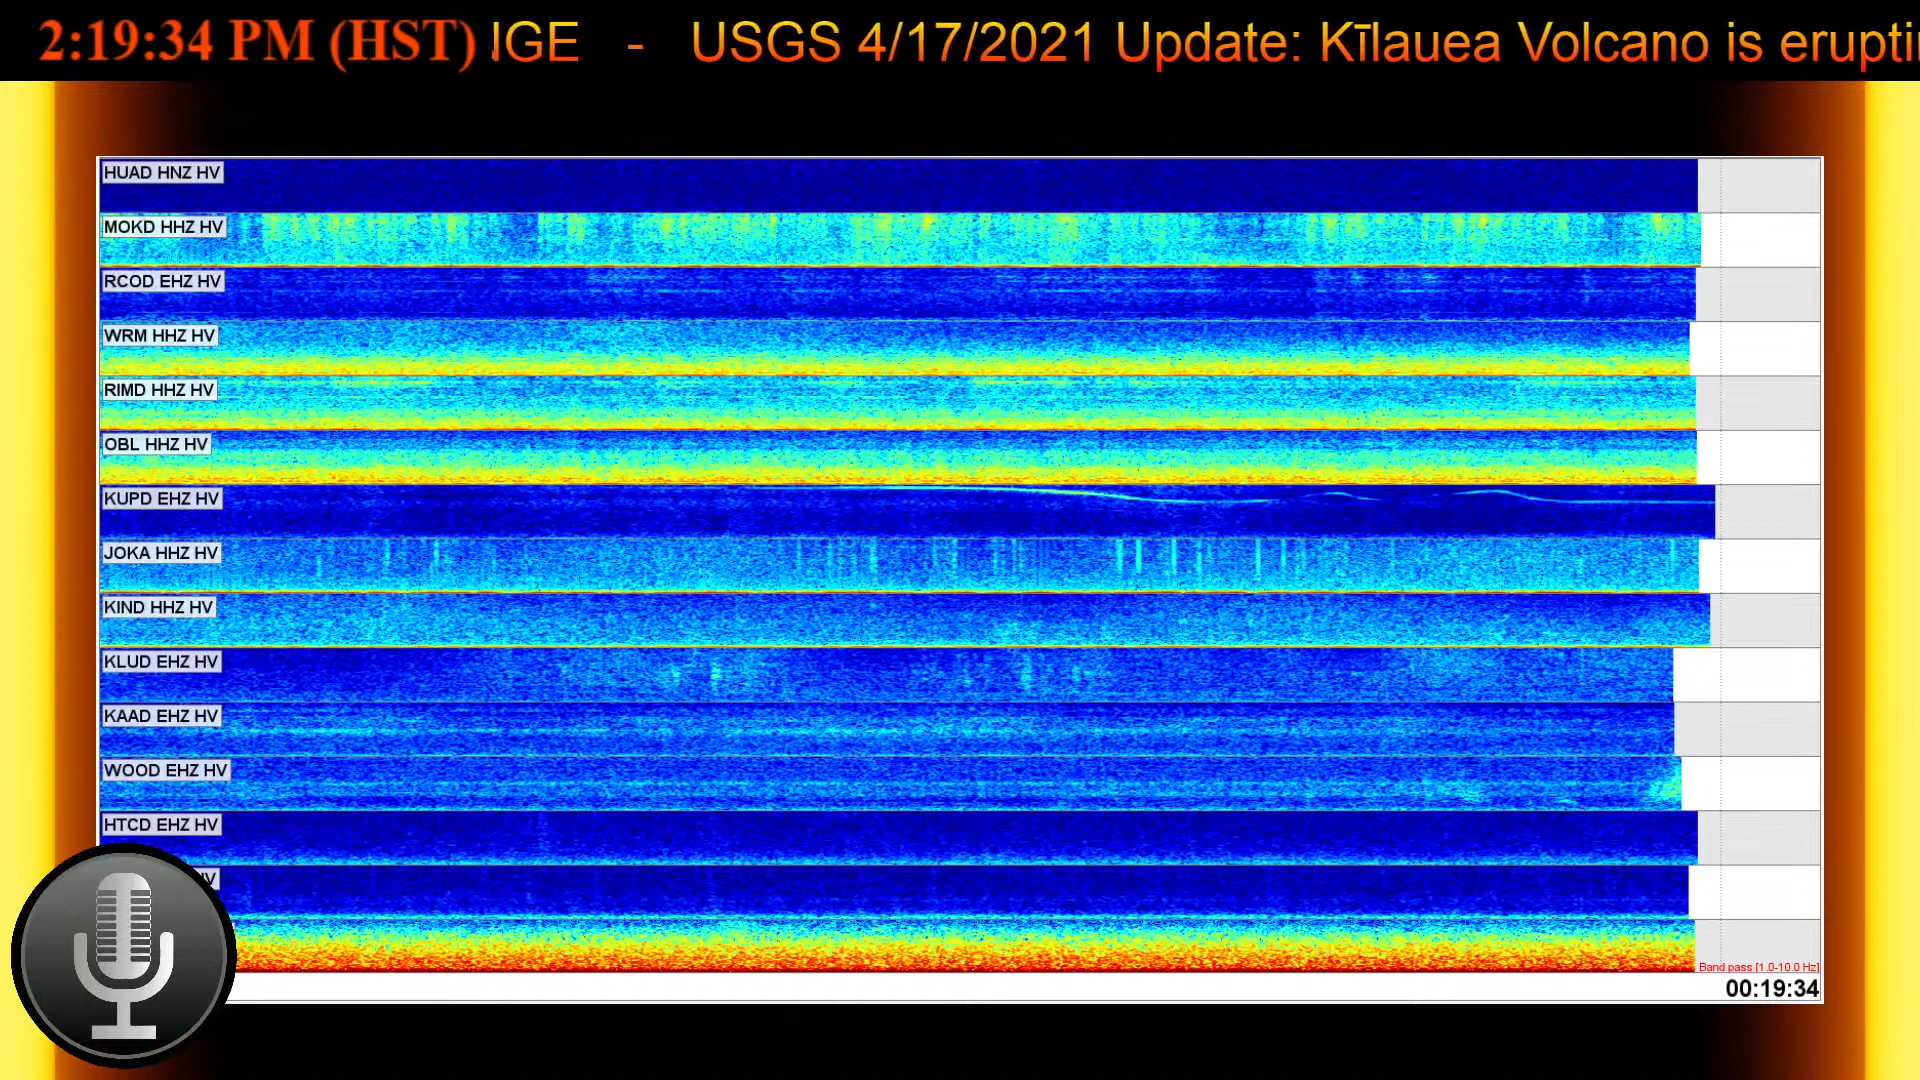 2:19:34 PM (HST) IGE - USGS 4/17/2021 Update: Kīlauea Volcano is erupti
HUAD HNZ HV
MOKD HHZ HV
RCOD EHZ HV
WRM HHZ HV
RIMD HHZ HV
OBL HHZ HV
KUPD EHZ HV
JOKA HHZ HV
KIND HHZ HV
KLUD EHZ HV
KAAD EHZ HV
WOOD EHZ HV
HTCD EHZ HV
Band pass [1.0-10.0 Hz]
00:19:34